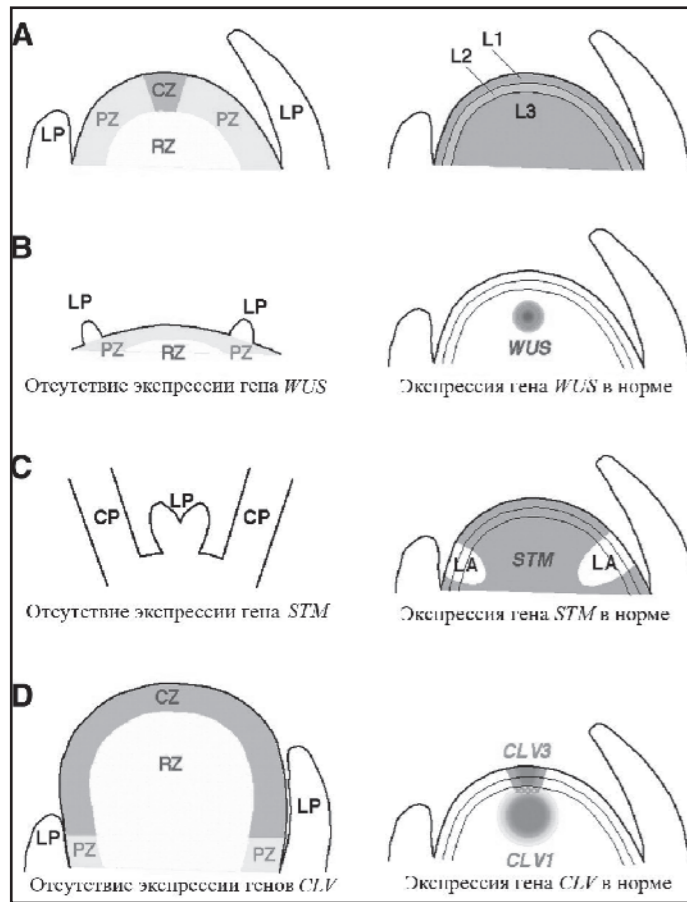 A
L1
L2
CZ
PZ
PZ
LP
LP
RZ
L3
B
LP
LP
PZ
RZ
PZ
WUS
Отсутствие экспрессии гена WUS
Экспрессия гена WUS в норме
C
LP
CP
CP
STM
LA
LA
Отсутствие экспрессии гена STM
Экспрессия гена STM в норме
D
CZ
RZ
CLV3
LP
LP
PZ
PZ
CLV1
Отсутствие экспрессии генов CLV
Экспрессия гена CLV в норме